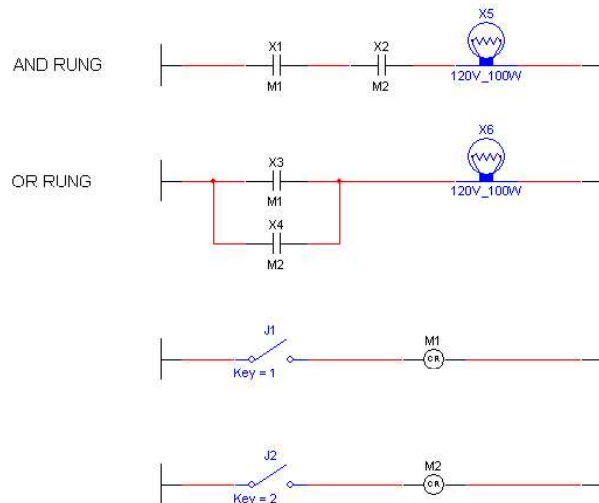 X5
X1 X2
AND RUNG
M1 M2 120V_100W
X6
X3
OR RUNG
M1 120V_100W
X4
M2
J1 M1
CR
Key = 1
J2 M2
CR
Key = 2